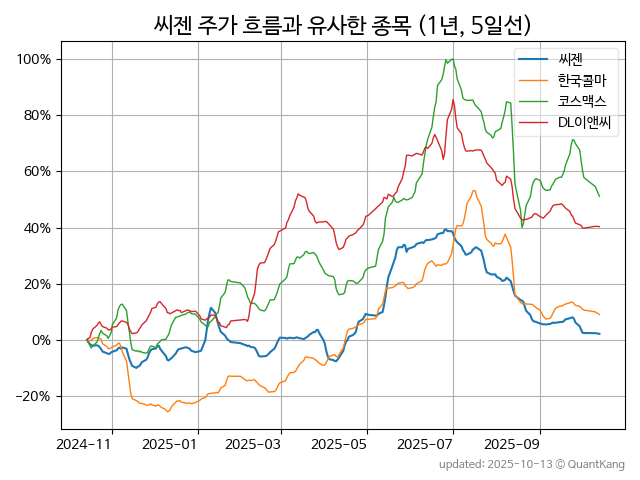 씨젠 주가 흐름과 유사한 종목 (1년, 5일선)
씨젠
한국콜마
코스맥스
DL이앤씨
100%
80%
60%
40%
20%
0%
−20%
2024-11
2025-01
2025-03
2025-05
2025-07
2025-09
updated: 2025-10-13 ⓒ QuantKang